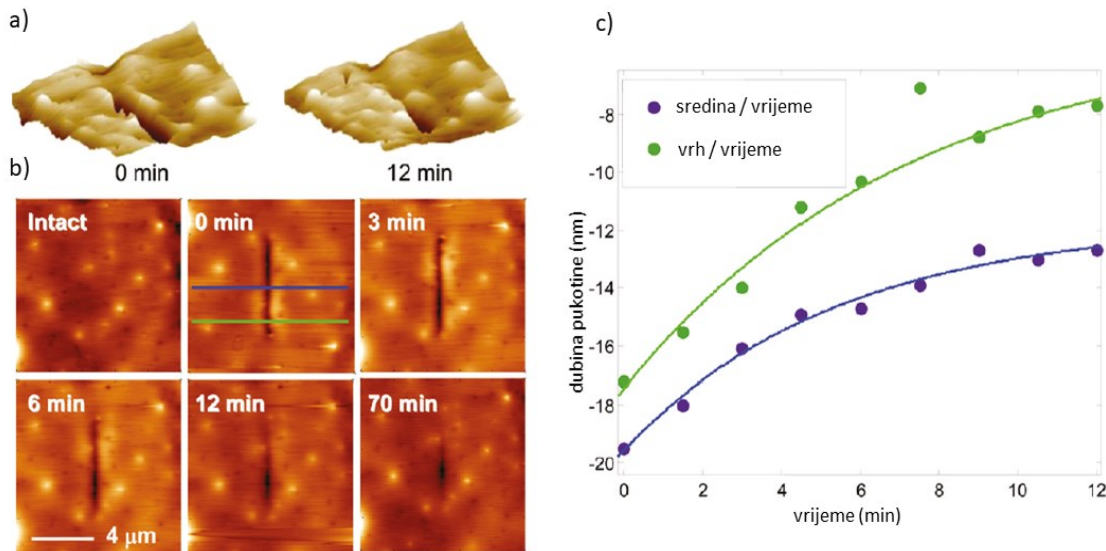 a)
0 min
12 min
b)
Intact
0 min
3 min
6 min
12 min
70 min
4 μm
c)
sredina / vrijeme
vrh / vrijeme
dubina pukotine (nm)
-8
-10
-12
-14
-16
-18
-20
0
2
4
6
8
10
12
vrijeme (min)